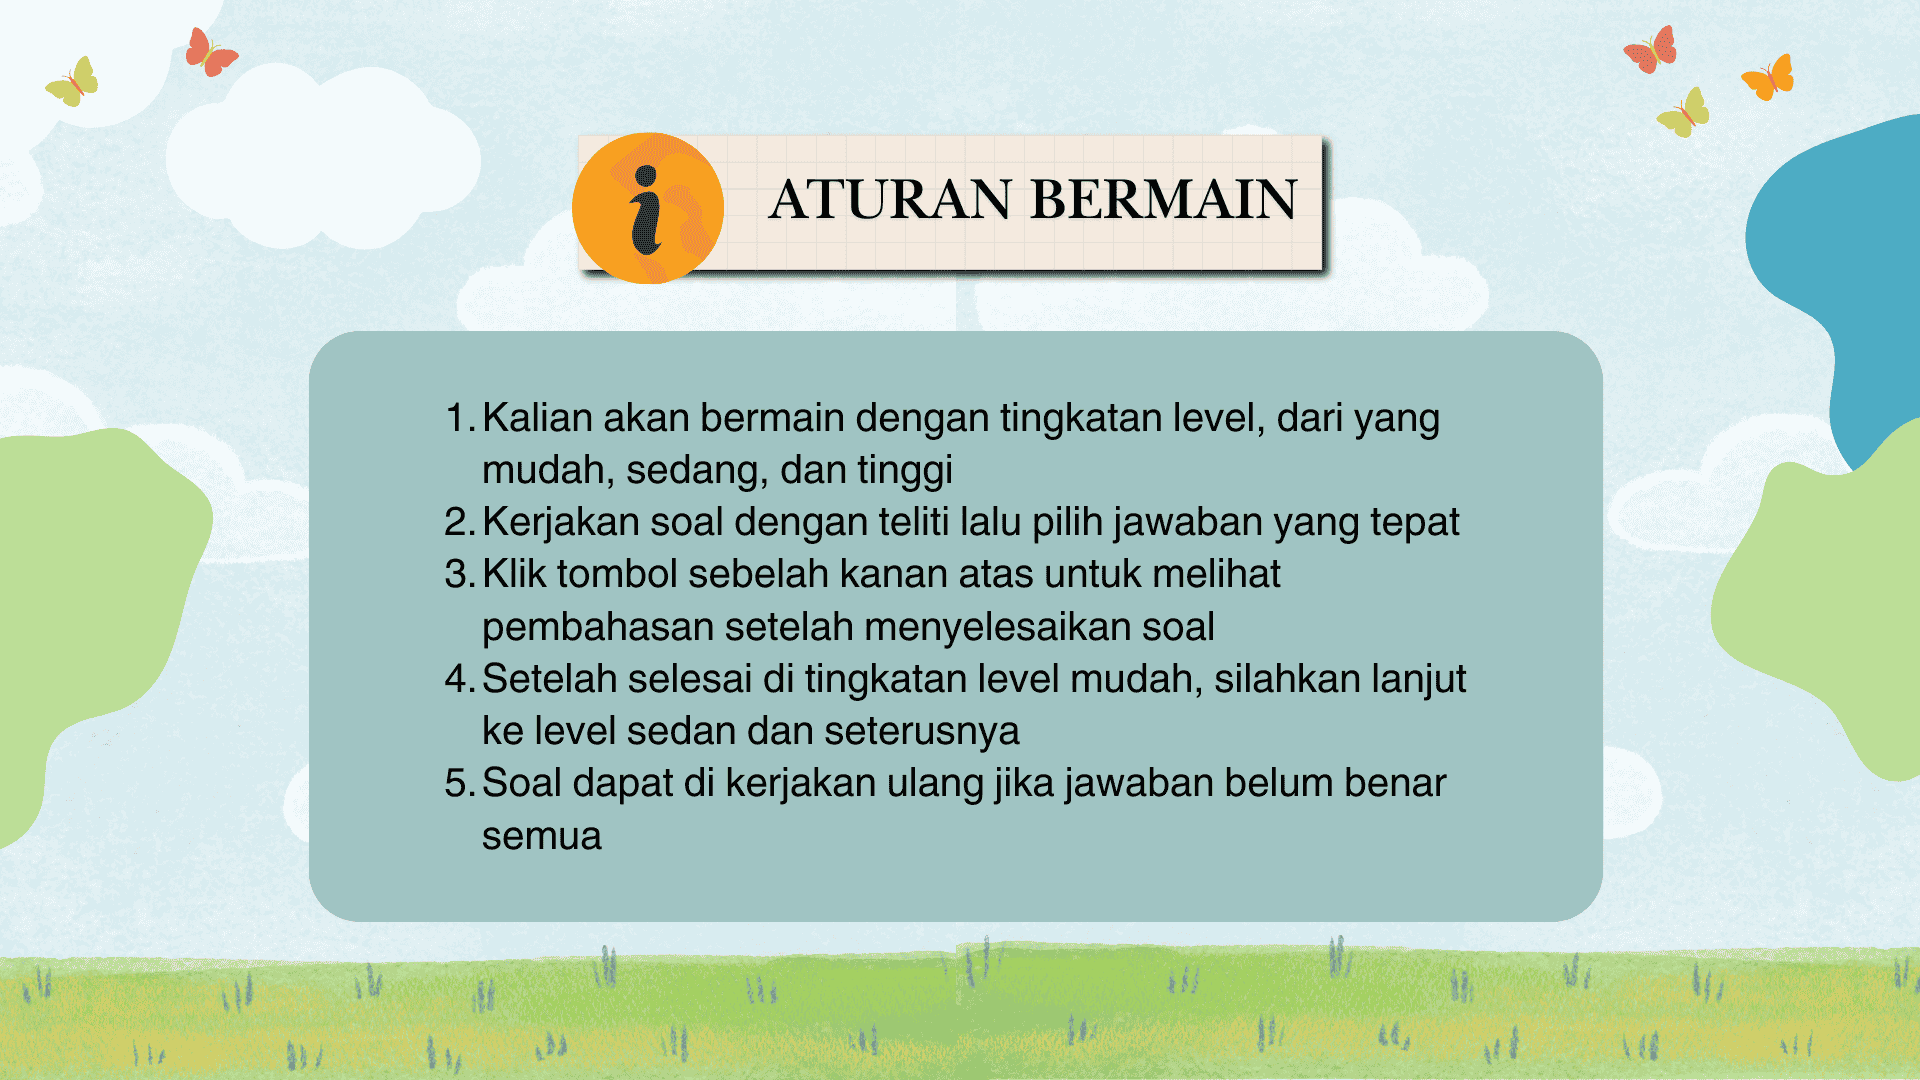 i ATURAN BERMAIN
1. Kalian akan bermain dengan tingkatan level, dari yang
mudah, sedang, dan tinggi
2. Kerjakan soal dengan teliti lalu pilih jawaban yang tepat
3. Klik tombol sebelah kanan atas untuk melihat
pembahasan setelah menyelesaikan soal
4. Setelah selesai di tingkatan level mudah, silahkan lanjut
ke level sedan dan seterusnya
5. Soal dapat di kerjakan ulang jika jawaban belum benar
semua